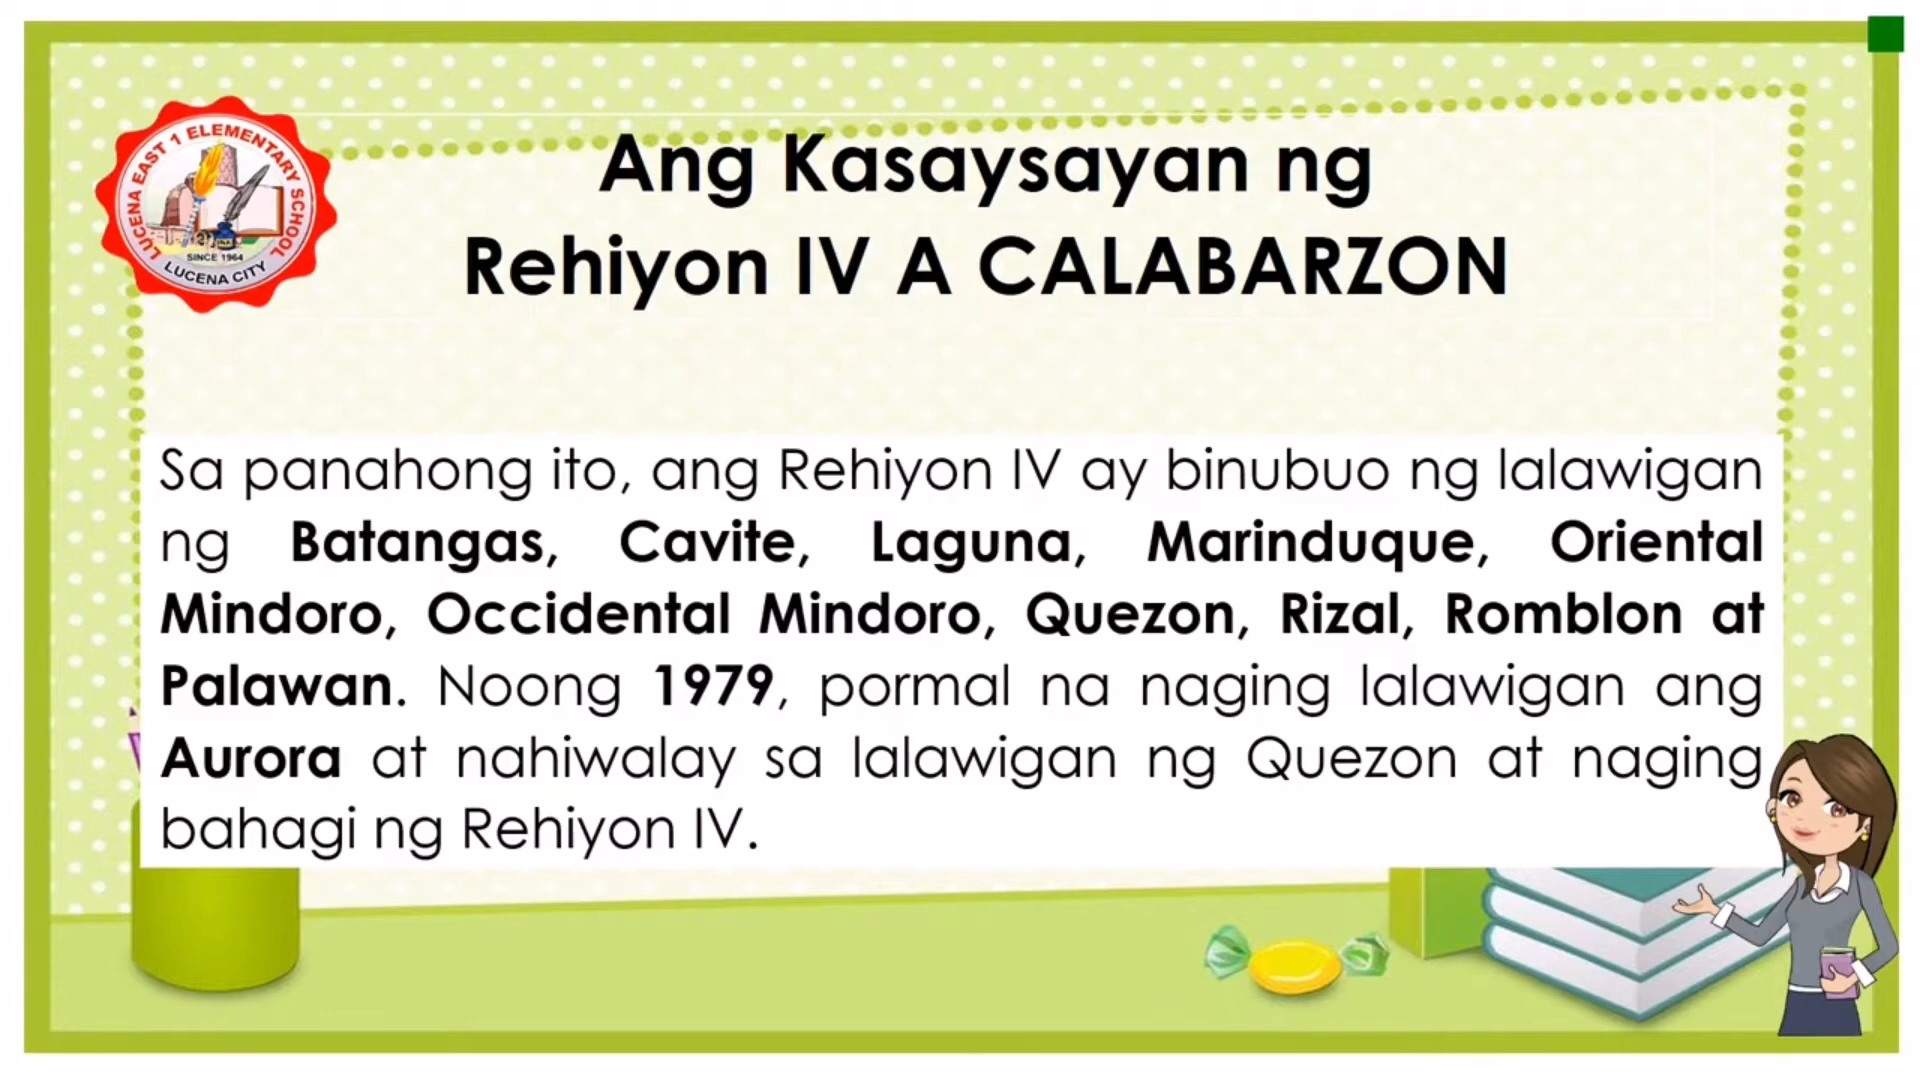 LUCENA EAST 1 ELEMENTARY SCHOOL
SINCE 1964
LUCENA CITY
Ang Kasaysayan ng
Rehiyon IV A CALABARZON
Sa panahong ito, ang Rehiyon IV ay binubuo ng lalawigan
ng Batangas, Cavite, Laguna, Marinduque, Oriental
Mindoro, Occidental Mindoro, Quezon, Rizal, Romblon at
Palawan. Noong 1979, pormal na naging lalawigan ang
Aurora at nahiwalay sa lalawigan ng Quezon at naging
bahagi ng Rehiyon IV.